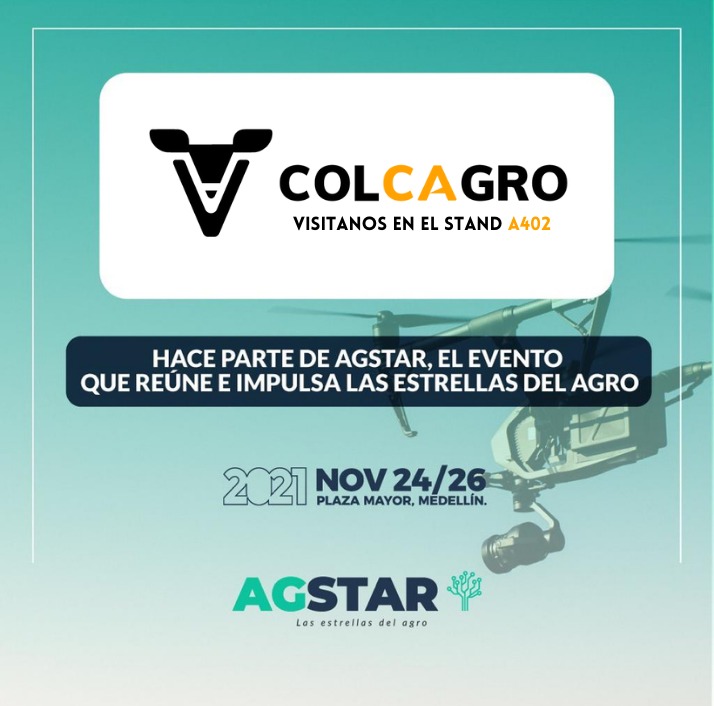 COLCAGRO
VISITANOS EN EL STAND A402
HACE PARTE DE AGSTAR, EL EVENTO
QUE REÚNE E IMPULSA LAS ESTRELLAS DEL AGRO
2021 NOV 24/26
PLAZA MAYOR, MEDELLÍN.
AGSTAR
Las estrellas del agro